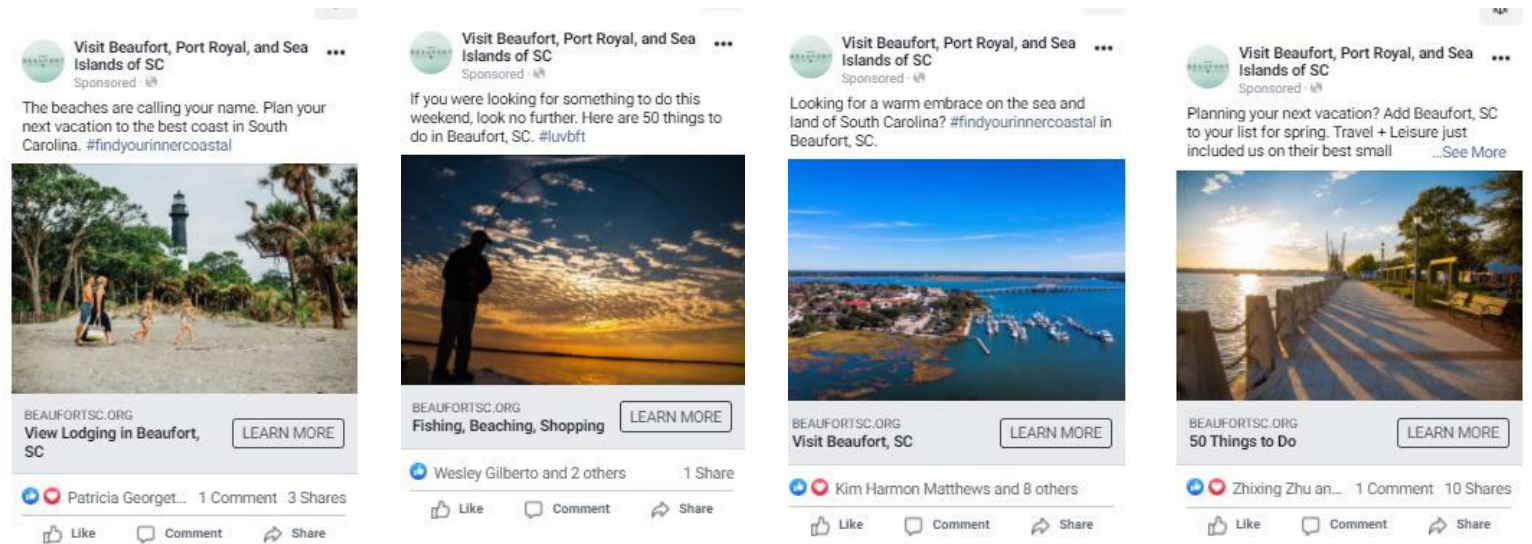 Visit Beaufort, Port Royal, and Sea
Islands of SC
Sponsored ·
The beaches are calling your name. Plan your
next vacation to the best coast in South
Carolina. #findyourinnercoastal
BEAUFORTSC.ORG
View Lodging in Beaufort,
SC
LEARN MORE
Patricia Georget... 1 Comment 3 Shares
Like Comment Share
Visit Beaufort, Port Royal, and Sea
Islands of SC
Sponsored ·
If you were looking for something to do this
weekend, look no further. Here are 50 things to
do in Beaufort, SC. #luvbft
BEAUFORTSC.ORG
Fishing, Beaching, Shopping
LEARN MORE
Wesley Gilberto and 2 others 1 Share
Like Comment Share
Visit Beaufort, Port Royal, and Sea
Islands of SC
Sponsored ·
Looking for a warm embrace on the sea and
land of South Carolina? #findyourinnercoastal in
Beaufort, SC.
BEAUFORTSC.ORG
Visit Beaufort, SC
LEARN MORE
Kim Harmon Matthews and 8 others
Like Comment Share
Visit Beaufort, Port Royal, and Sea
Islands of SC
Sponsored ·
Planning your next vacation? Add Beaufort, SC
to your list for spring. Travel + Leisure just
included us on their best small ...See More
BEAUFORTSC.ORG
50 Things to Do
LEARN MORE
Zhixing Zhu an... 1 Comment 10 Shares
Like Comment Share